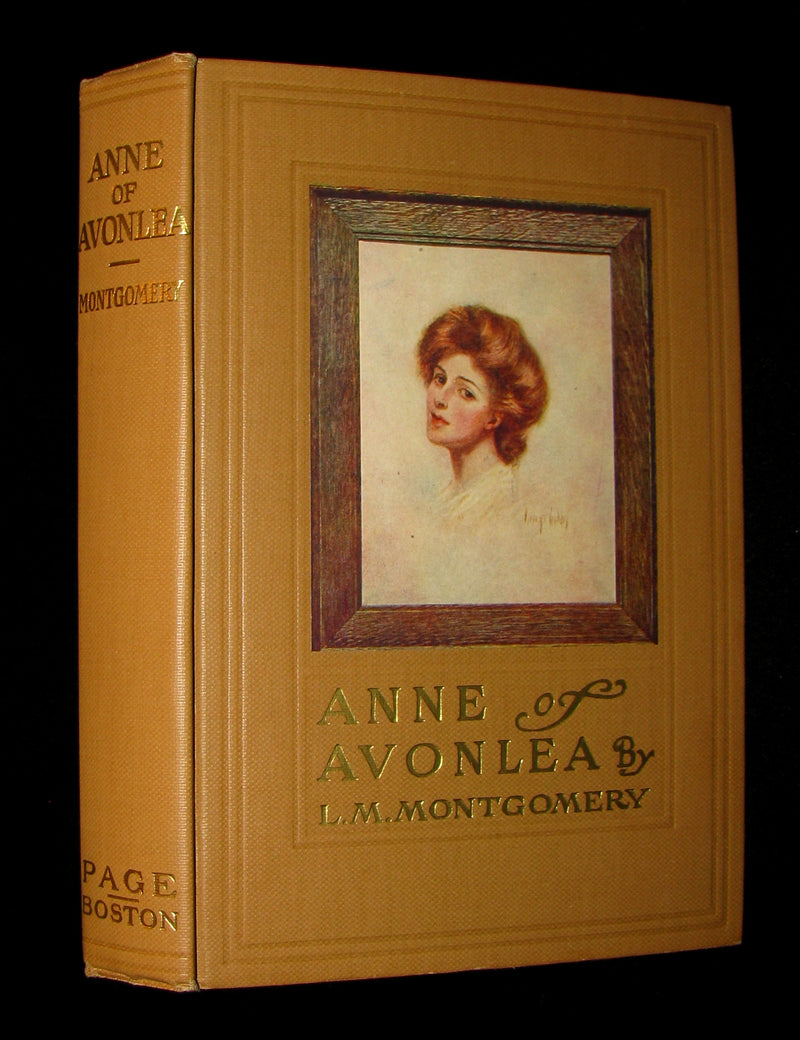 ANNE
OF
AVONLEA
MONTGOMERY
PAGE
BOSTON
ANNE of
AVONLEA By
L.M. MONTGOMERY